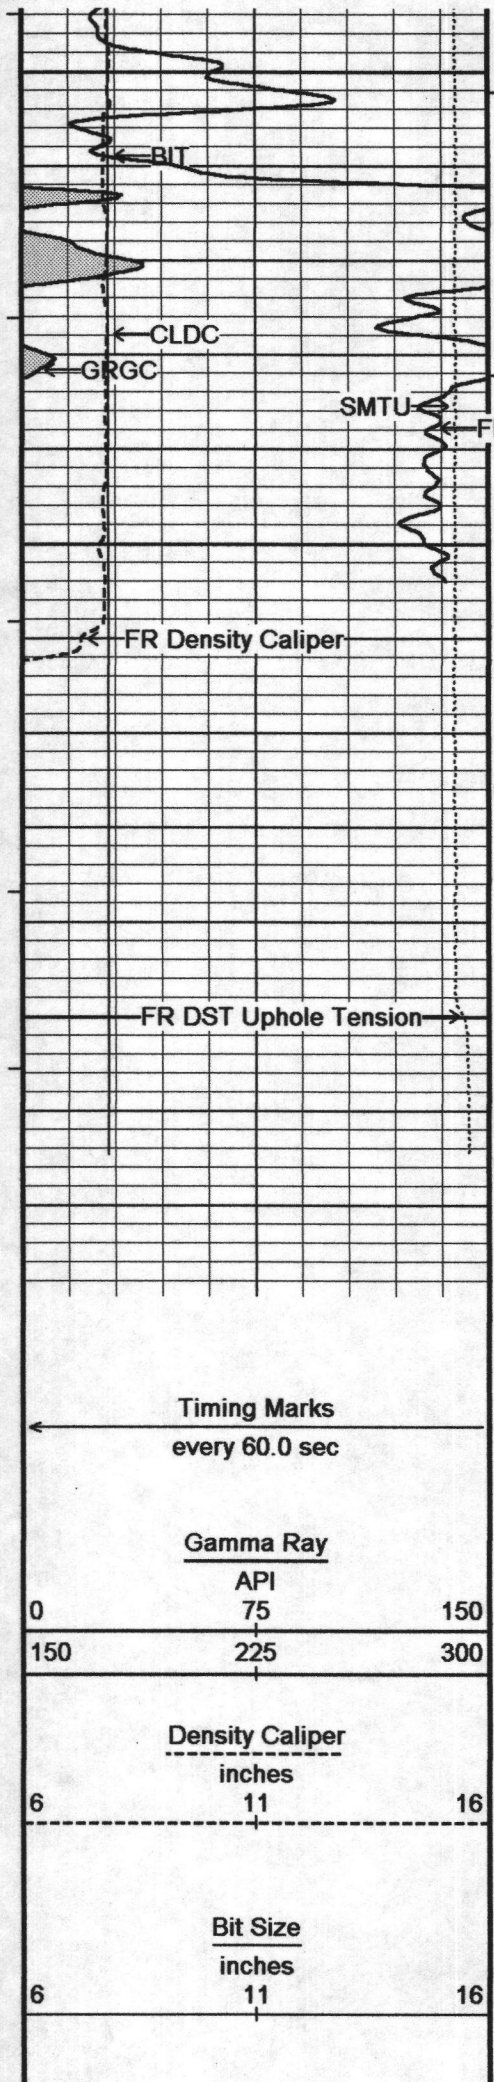 BIT
CLDC
GRGC
SMTU
FR Density Caliper
FR DST Uphole Tension
Timing Marks
every 60.0 sec
Gamma Ray
API
0 75 150
150 225 300
Density Caliper
inches
6 11 16
Bit Size
inches
6 11 16